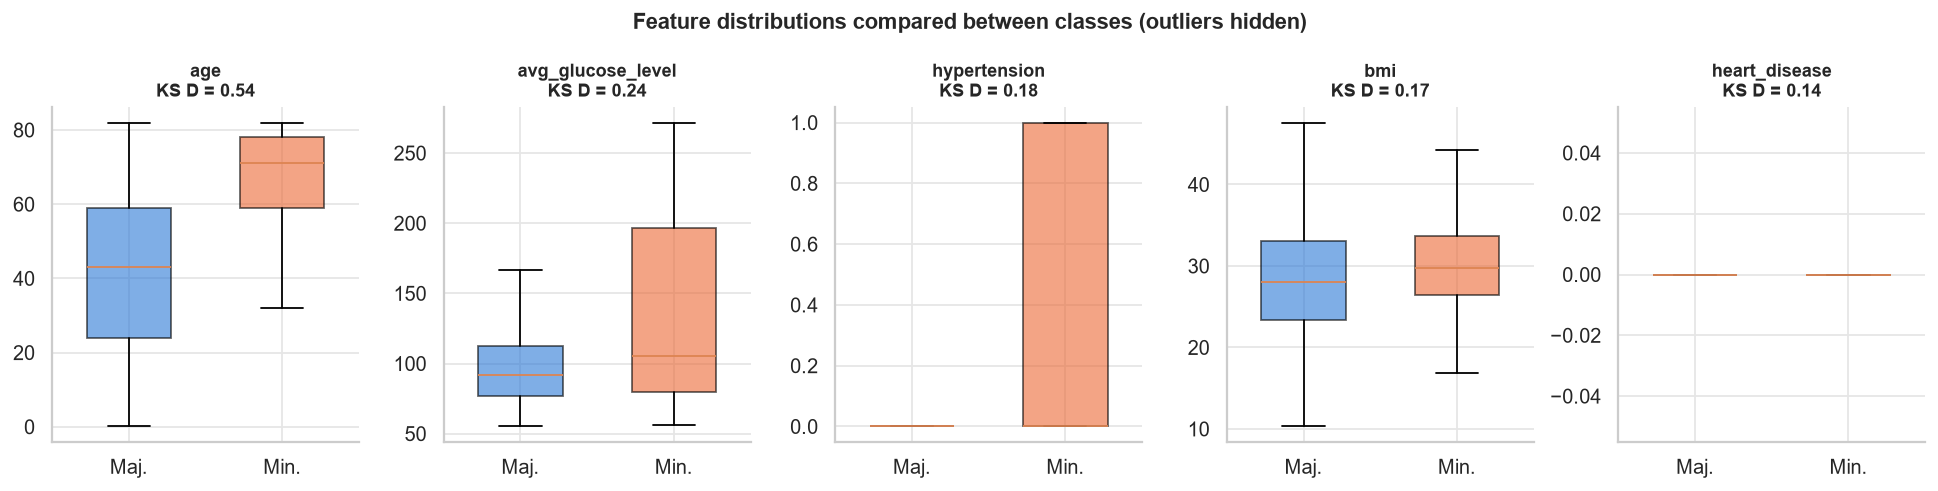 Feature distributions compared between classes (outliers hidden)
age
KS D = 0.54
80
60
40
20
0
Maj.
Min.
avg_glucose_level
KS D = 0.24
250
200
150
100
50
Maj.
Min.
hypertension
KS D = 0.18
1.0
0.8
0.6
0.4
0.2
0.0
Maj.
Min.
bmi
KS D = 0.17
40
30
20
10
Maj.
Min.
heart_disease
KS D = 0.14
0.04
0.02
0.00
−0.02
−0.04
Maj.
Min.